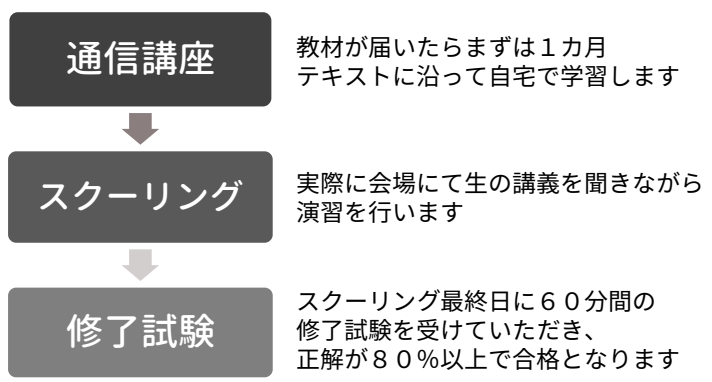 通信講座
教材が届いたらまずは１カ月
テキストに沿って自宅で学習します
スクーリング
実際に会場にて生の講義を聞きながら
演習を行います
修了試験
スクーリング最終日に６０分間の
修了試験を受けていただき、
正解が８０％以上で合格となります